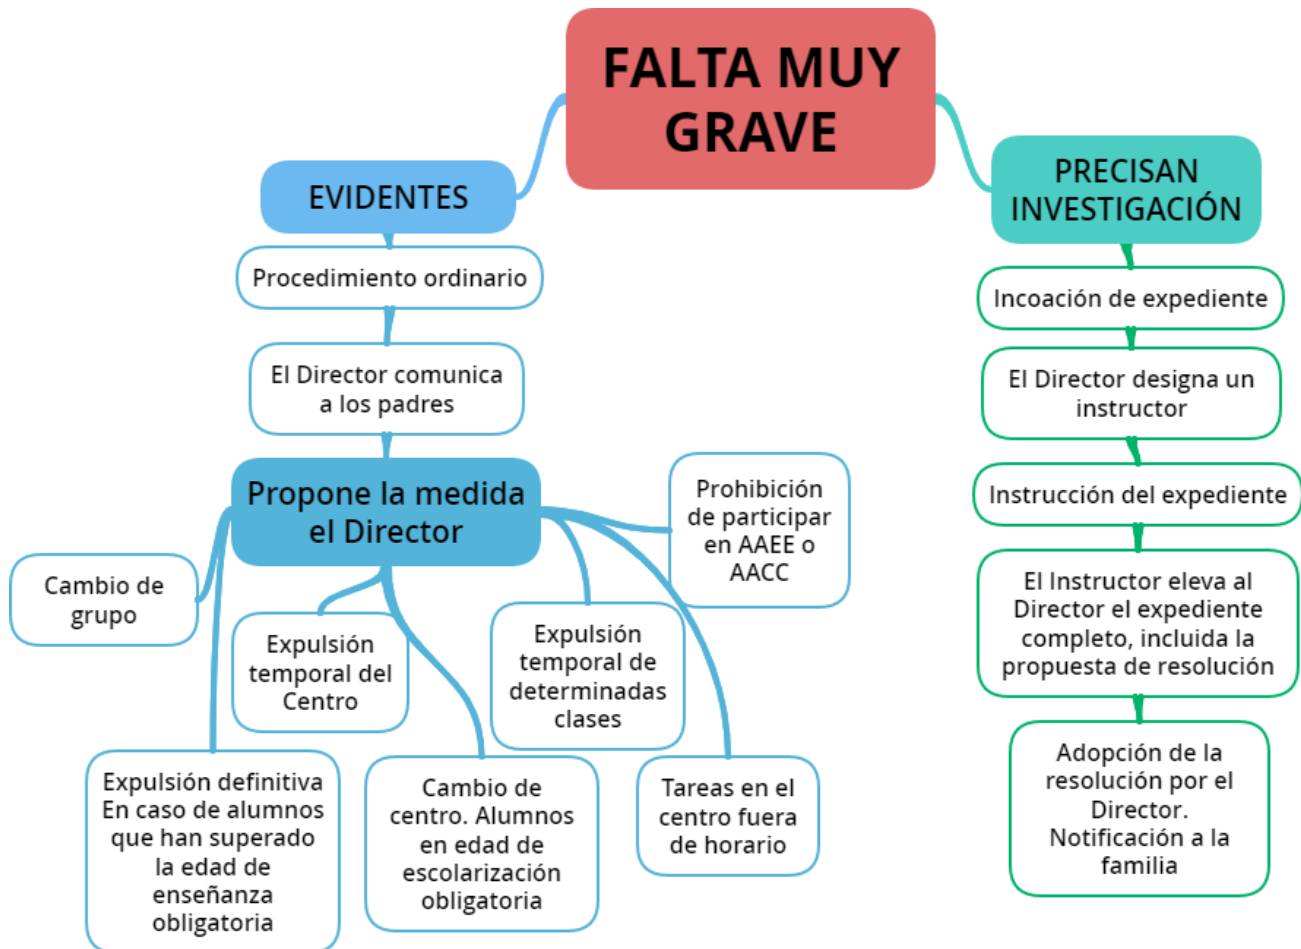 FALTA MUY
GRAVE
EVIDENTES
Procedimiento ordinario
El Director comunica
a los padres
Propone la medida
el Director
Cambio de
grupo
Expulsión
temporal del
Centro
Expulsión
temporal de
determinadas
clases
Prohibición
de participar
en AAEE o
AACC
Expulsión definitiva
En caso de alumnos
que han superado
la edad de
enseñanza
obligatoria
Cambio de
centro. Alumnos
en edad de
escolarización
obligatoria
Tareas en el
centro fuera
de horario
PRECISAN
INVESTIGACIÓN
Incoación de expediente
El Director designa un
instructor
Instrucción del expediente
El Instructor eleva al
Director el expediente
completo, incluida la
propuesta de resolución
Adopción de la
resolución por el
Director.
Notificación a la
familia